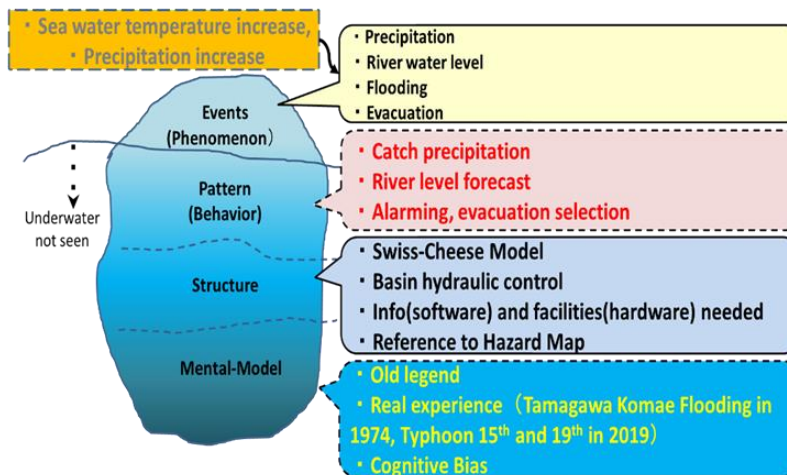 ・Sea water temperature increase,
・Precipitation increase
・Precipitation
・River water level
・Flooding
・Evacuation
Events
(Phenomenon）
・Catch precipitation
・River level forecast
・Alarming, evacuation selection
Pattern
(Behavior)
Underwater
not seen
・Swiss-Cheese Model
・Basin hydraulic control
・Info(software) and facilities(hardware) needed
・Reference to Hazard Map
Structure
Mental-Model
・Old legend
・Real experience（Tamagawa Komae Flooding in
1974, Typhoon 15th and 19th in 2019）
・Cognitive Bias